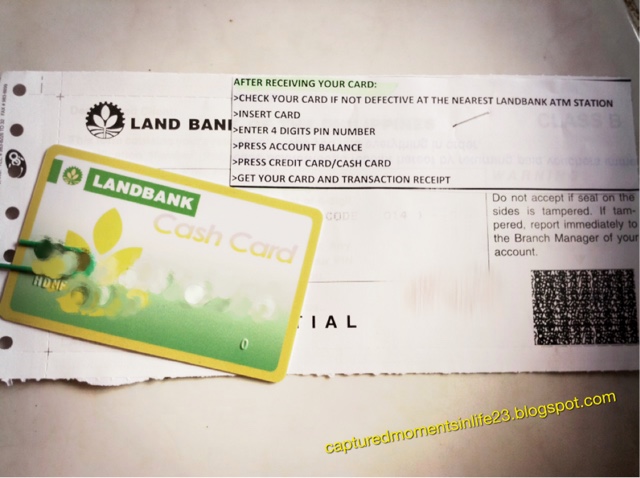 AFTER RECEIVING YOUR CARD:
>CHECK YOUR CARD IF NOT DEFECTIVE AT THE NEAREST LANDBANK ATM STATION
>INSERT CARD
>ENTER 4 DIGITS PIN NUMBER
>PRESS ACCOUNT BALANCE
>PRESS CREDIT CARD/CASH CARD
>GET YOUR CARD AND TRANSACTION RECEIPT
LAND BANK
Do not accept if seal on the
sides is tampered. If tam-
pered, report immediately to
the Branch Manager of your
account.
LANDBANK
Cash Card
HDMF
0
TIAL
capturedmomentsinlife23.blogspot.com